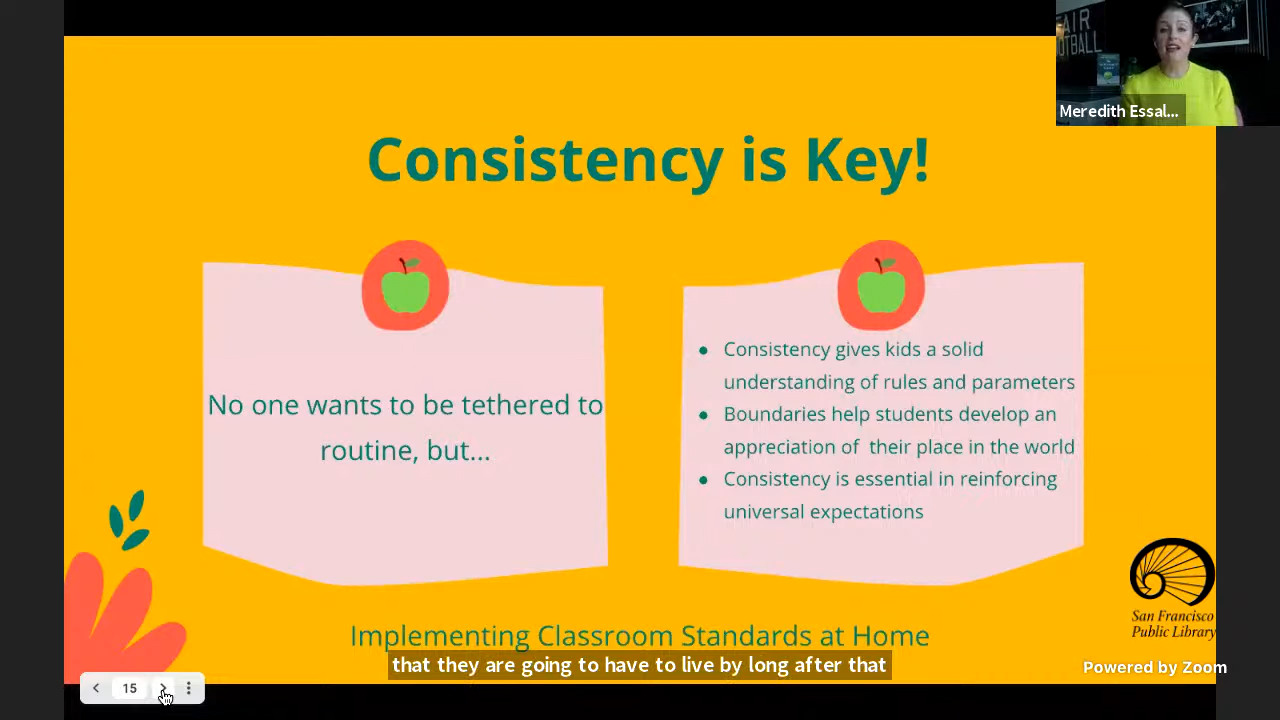 AIR
OTBALL
Meredith Essal...
Consistency is Key!
No one wants to be tethered to
routine, but...
● Consistency gives kids a solid
understanding of rules and parameters
● Boundaries help students develop an
appreciation of their place in the world
● Consistency is essential in reinforcing
universal expectations
San Francisco
Public Library
Implementing Classroom Standards at Home
that they are going to have to live by long after that
Powered by Zoom
15